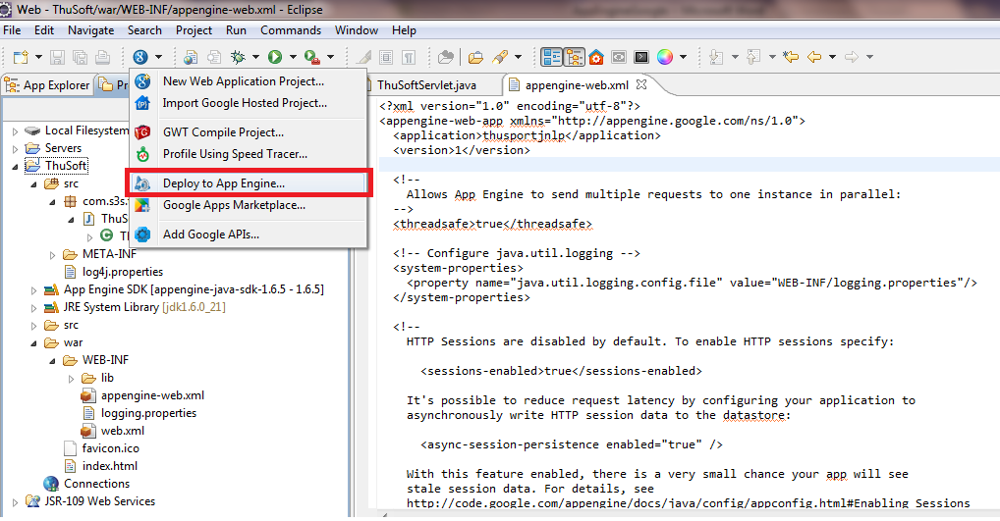 Web - ThuSoft/war/WEB-INF/appengine-web.xml - Eclipse
File Edit Navigate Search Project Run Commands Window Help
App Explorer
ThuSoftServlet.java
appengine-web.xml
New Web Application Project...
Import Google Hosted Project...
GWT Compile Project...
Profile Using Speed Tracer...
Deploy to App Engine...
Google Apps Marketplace...
Add Google APIs...
Local Filesystem
Servers
ThuSoft
src
com.s3s.
META-INF
log4j.properties
App Engine SDK [appengine-java-sdk-1.6.5 - 1.6.5]
JRE System Library [jdk1.6.0_21]
src
war
WEB-INF
lib
appengine-web.xml
logging.properties
web.xml
favicon.ico
index.html
Connections
JSR-109 Web Services
<?xml version="1.0" encoding="utf-8"?>
<appengine-web-app xmlns="http://appengine.google.com/ns/1.0">
<application>thusportjnlp</application>
<version>1</version>
<!--
Allows App Engine to send multiple requests to one instance in parallel:
-->
<threadsafe>true</threadsafe>
<!-- Configure java.util.logging -->
<system-properties>
<property name="java.util.logging.config.file" value="WEB-INF/logging.properties"/>
</system-properties>
<!--
HTTP Sessions are disabled by default. To enable HTTP sessions specify:
<sessions-enabled>true</sessions-enabled>
It's possible to reduce request latency by configuring your application to
asynchronously write HTTP session data to the datastore:
<async-session-persistence enabled="true" />
With this feature enabled, there is a very small chance your app will see
stale session data. For details, see
http://code.google.com/appengine/docs/java/config/appconfig.html#Enabling_Sessions